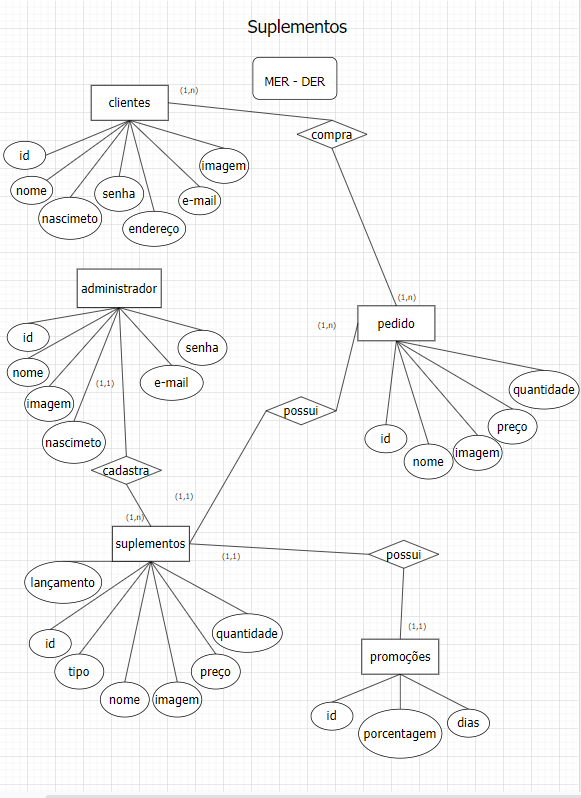 Suplementos
MER - DER
(1,n)
clientes
compra
id
imagem
nome
senha
e-mail
nascimeto
endereço
administrador
(1,n)
pedido
(1,n)
id
senha
nome
(1,1)
e-mail
quantidade
imagem
possui
preço
nascimeto
id
nome
imagem
cadastra
(1,1)
(1,n)
suplementos
(1,1)
possui
lançamento
(1,1)
quantidade
id
promoções
tipo
preço
nome
imagem
id
porcentagem
dias